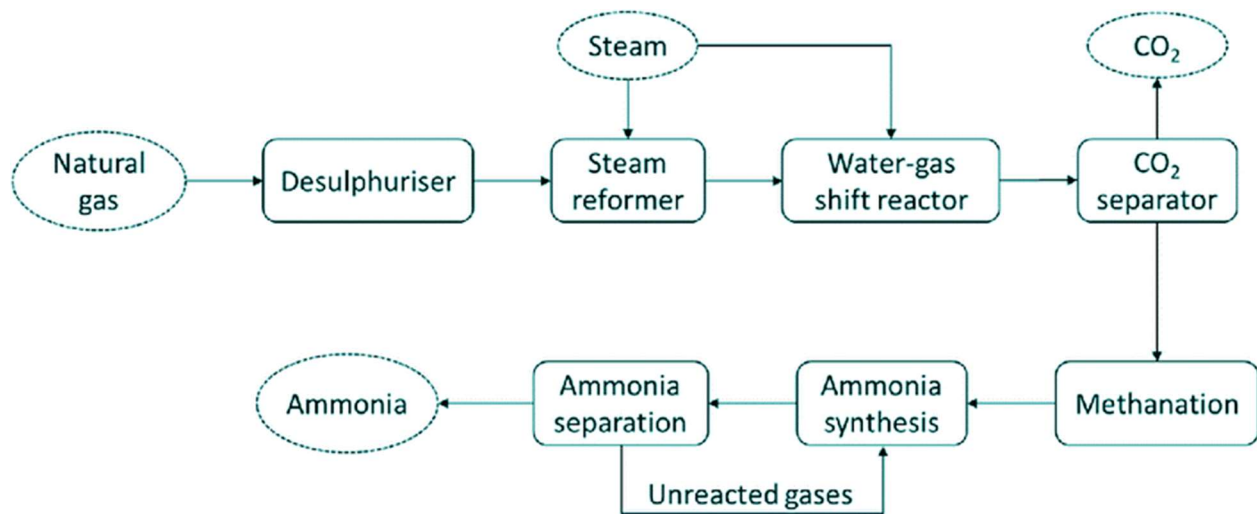 Steam
CO₂
Natural
gas
Desulphuriser
Steam
reformer
Water-gas
shift reactor
CO₂
separator
Ammonia
Ammonia
separation
Ammonia
synthesis
Methanation
Unreacted gases